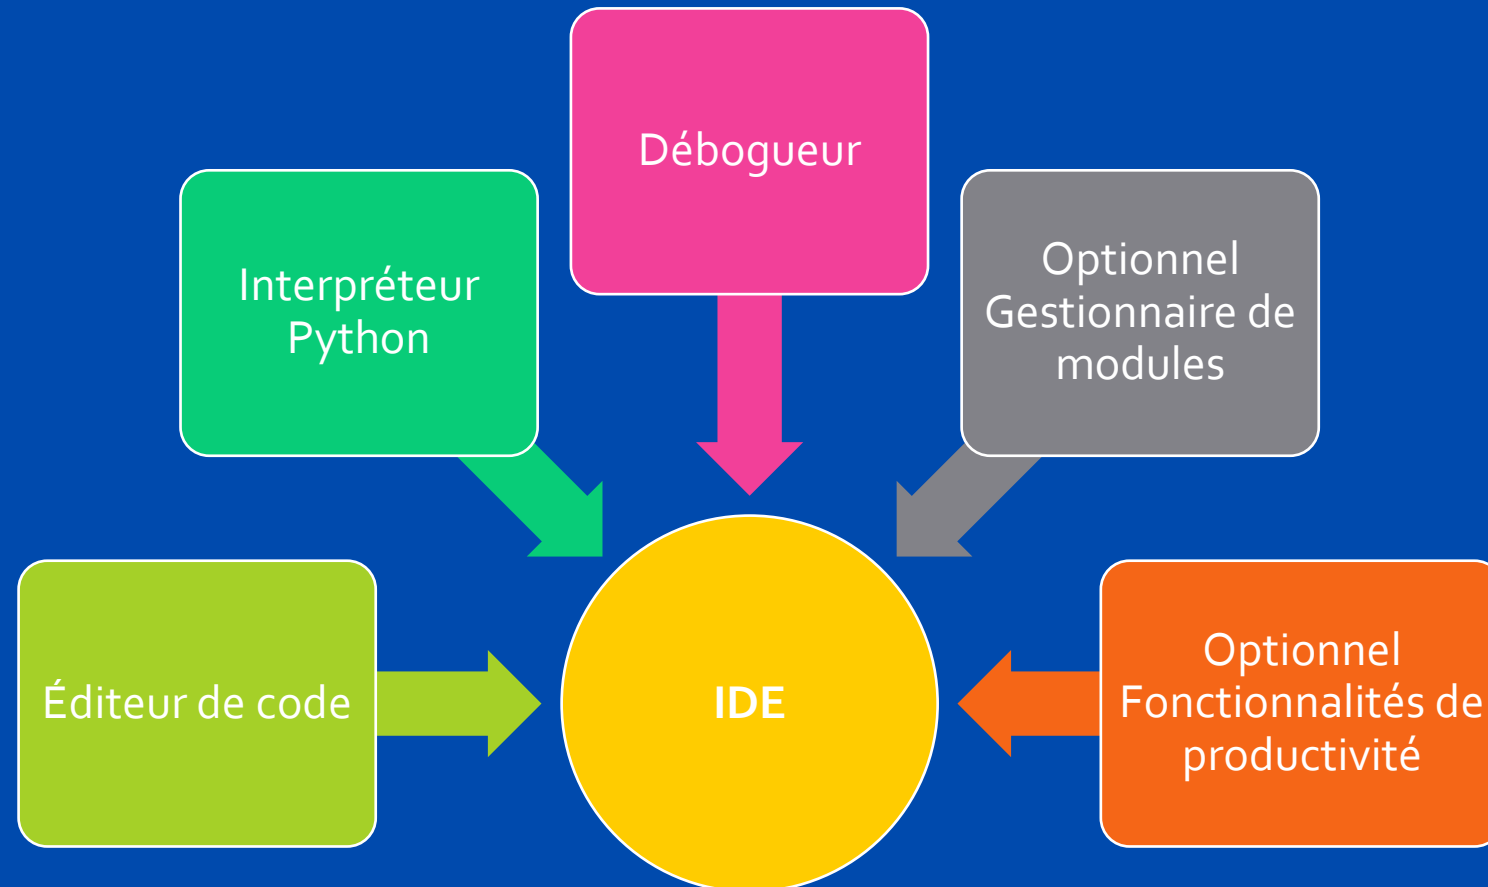 Débogueur
Interpréteur
Python
Optionnel
Gestionnaire de
modules
Éditeur de code
IDE
Optionnel
Fonctionnalités de
productivité